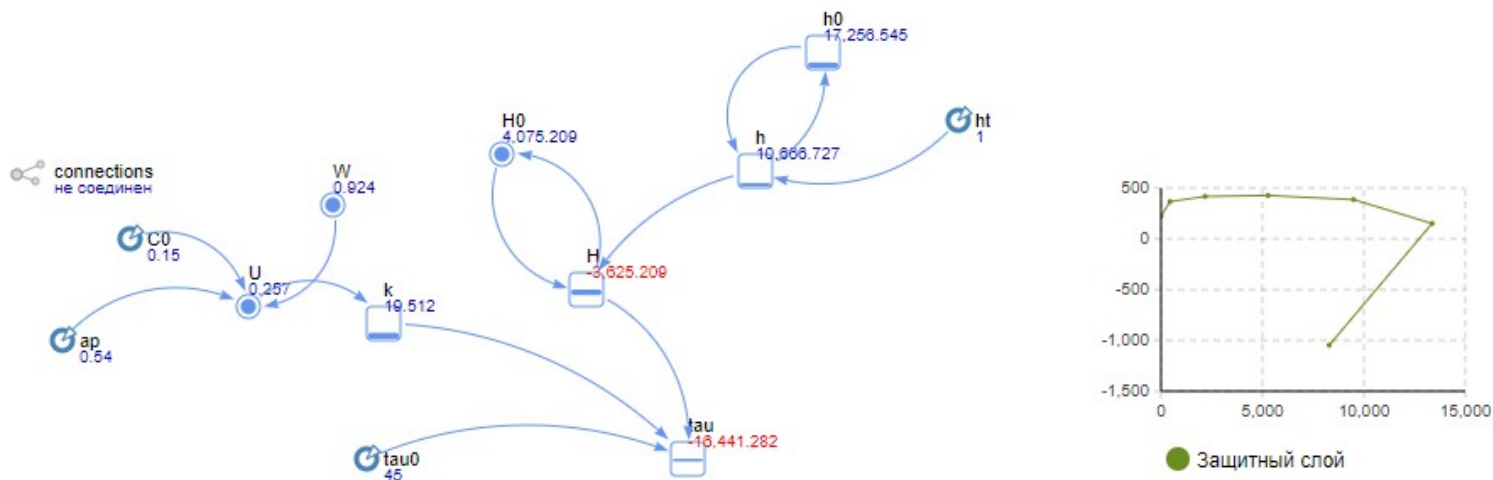 h0
17,256.545
H0
4,075.209
ht
1
h
10,666.727
connections
не соединен
W
0.924
C0
0.15
U
0.257
H
-3,625.209
k
19.512
ap
0.54
tau
-16,441.282
tau0
45
500
0
-500
-1,000
-1,500
0
5,000
10,000
15,000
Защитный слой